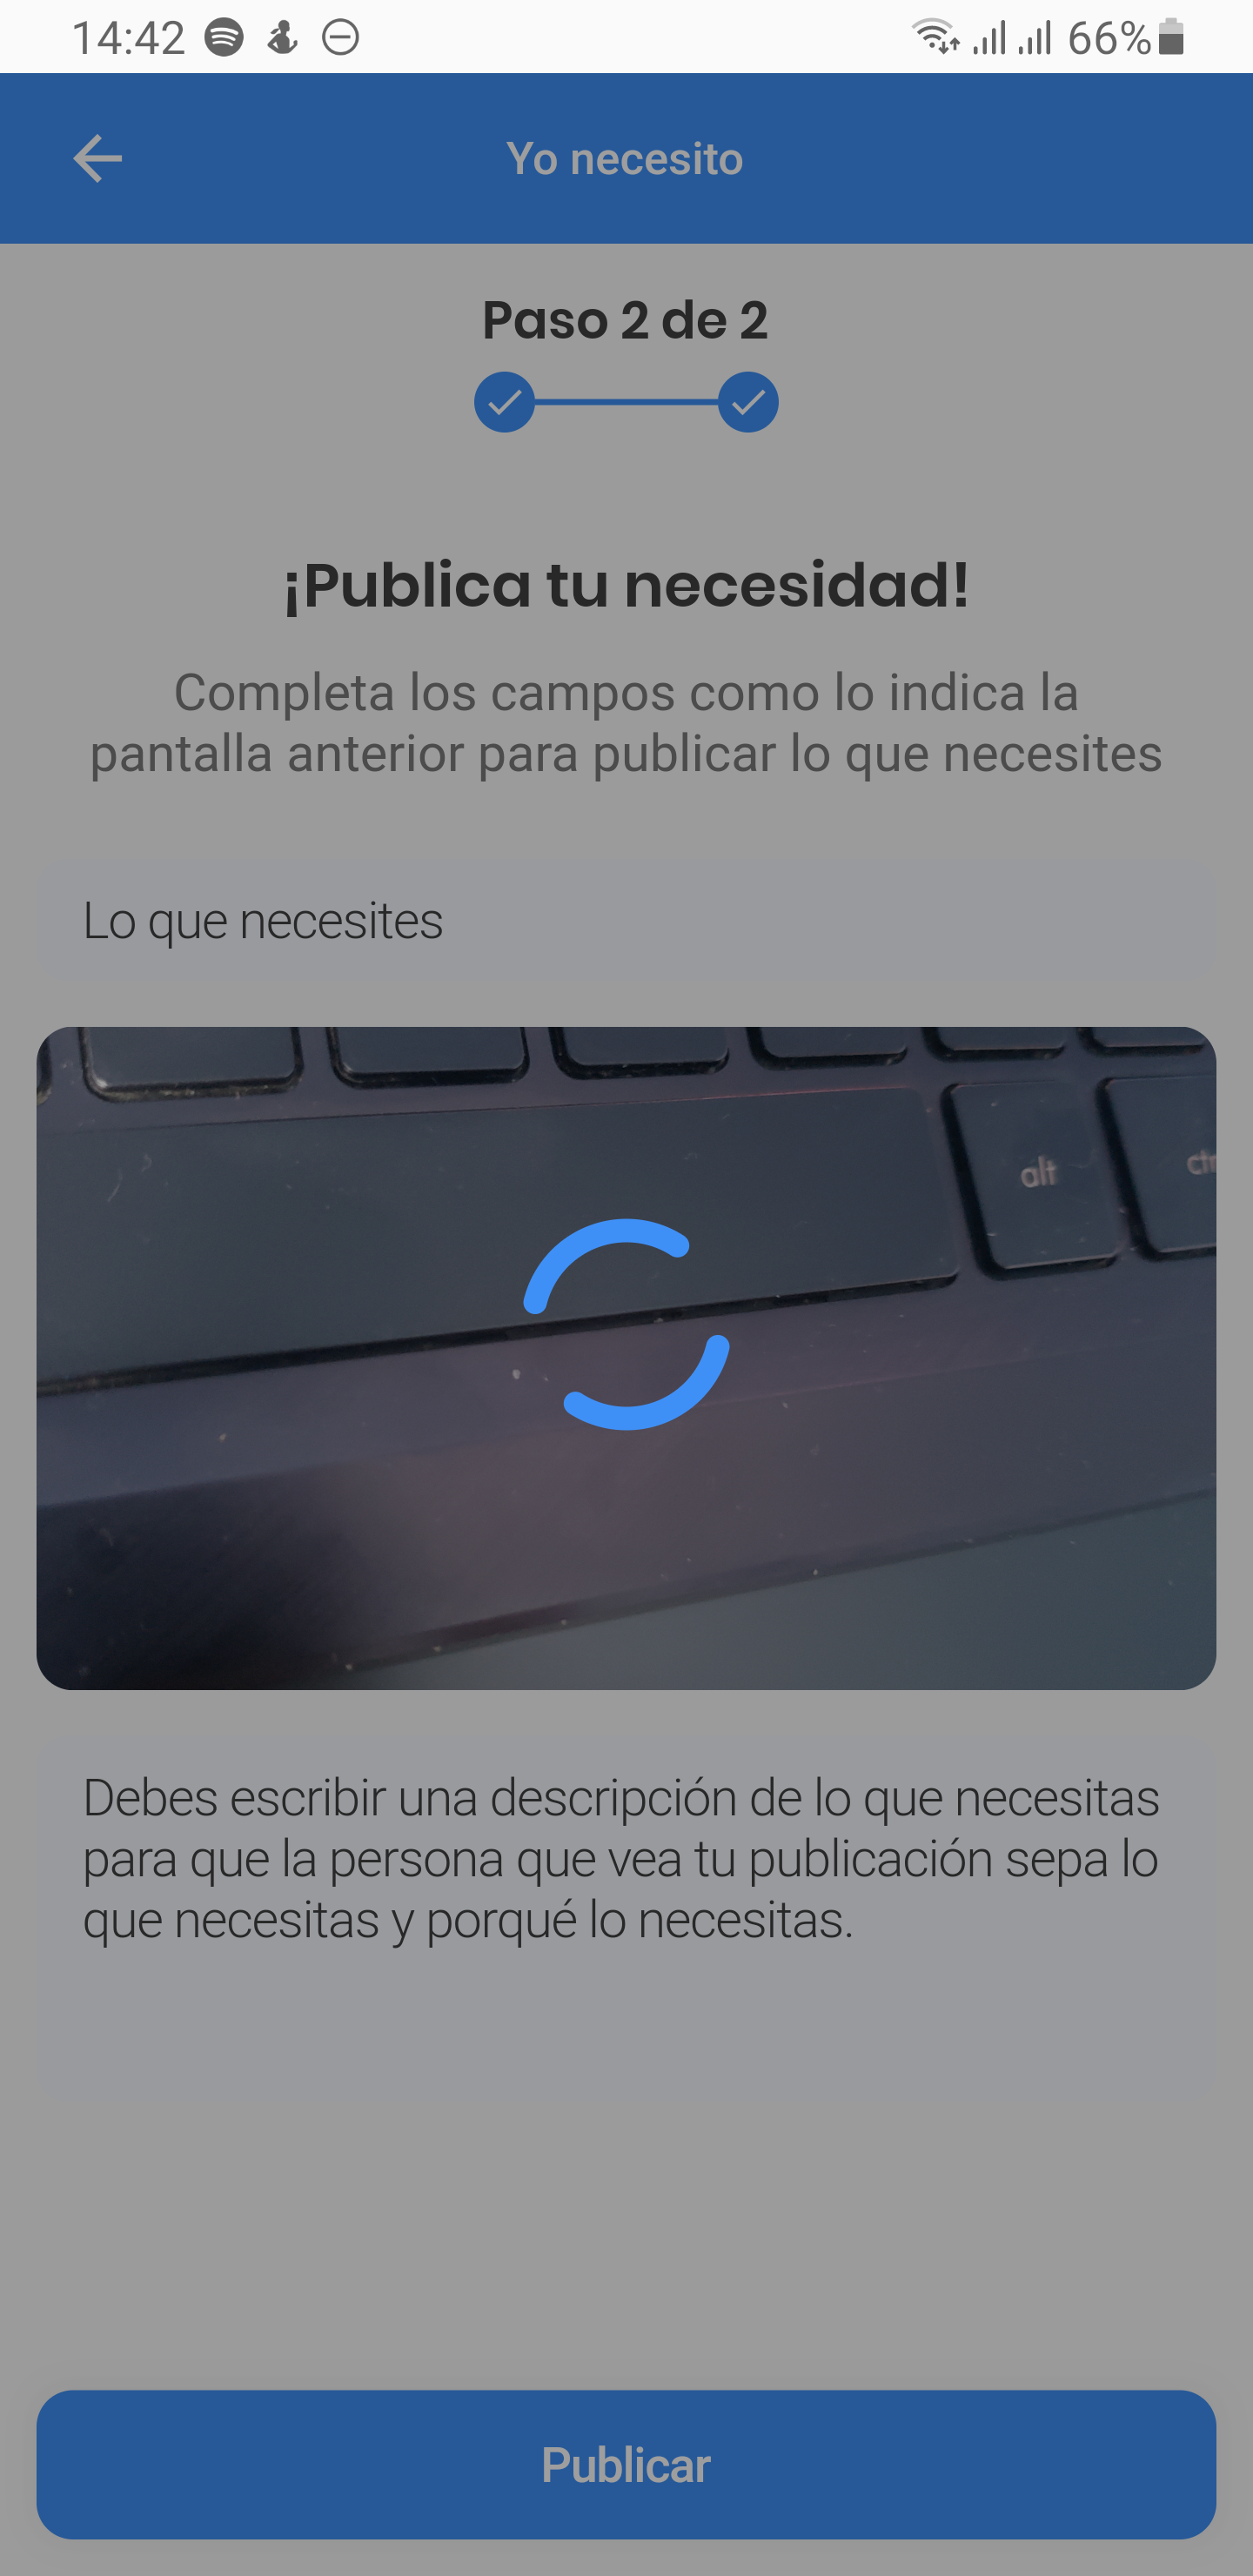 14:42
66%
Yo necesito
Paso 2 de 2
¡Publica tu necesidad!
Completa los campos como lo indica la
pantalla anterior para publicar lo que necesites
Lo que necesites
alt
Debes escribir una descripción de lo que necesitas
para que la persona que vea tu publicación sepa lo
que necesitas y porqué lo necesitas.
Publicar